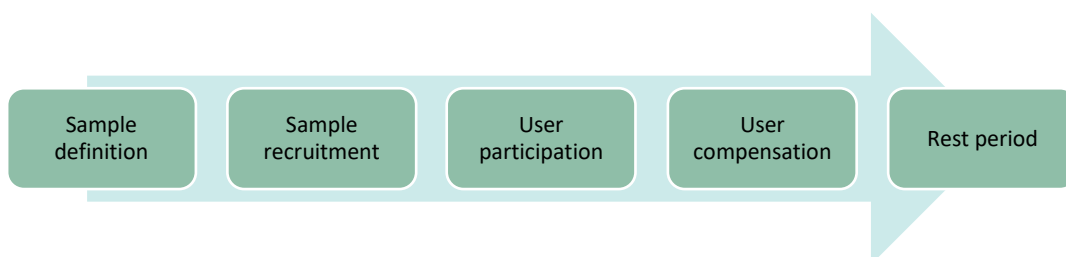 Sample
definition
Sample
recruitment
User
participation
User
compensation
Rest period